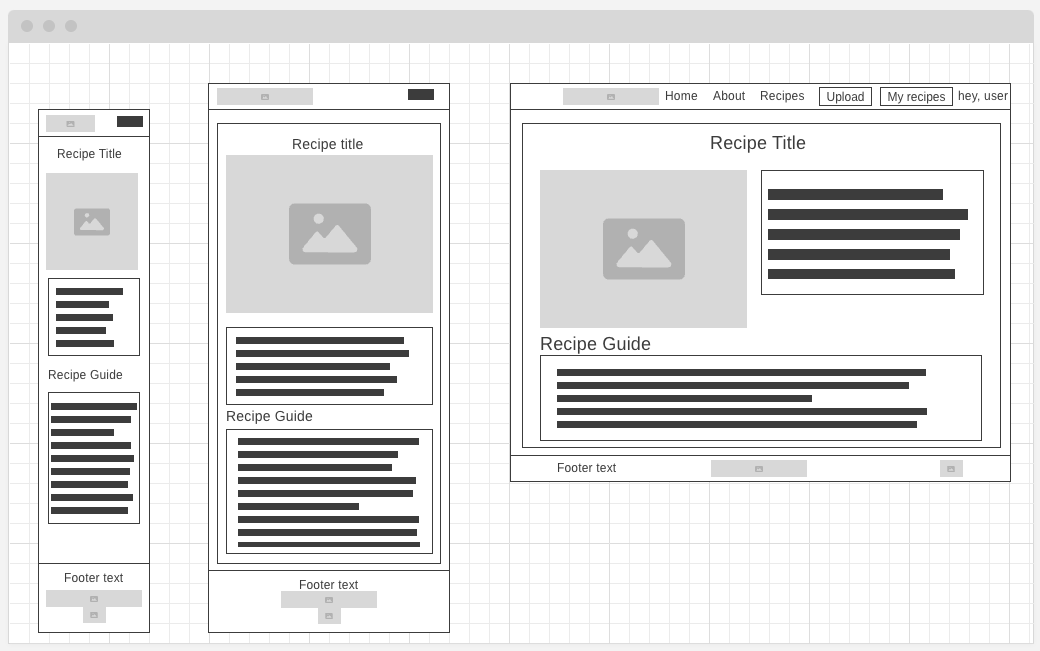 Recipe Title
Recipe Guide
Footer text
Recipe title
Recipe Guide
Footer text
Home About Recipes Upload My recipes hey, user
Recipe Title
Recipe Guide
Footer text